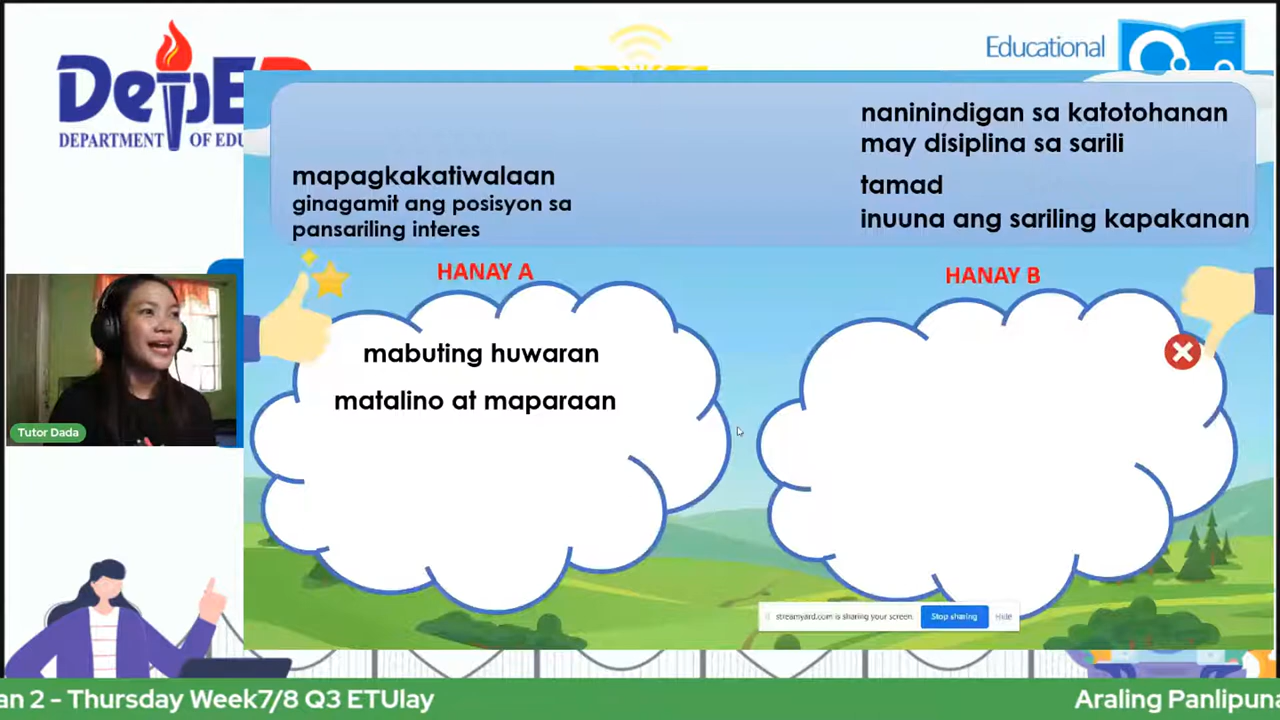 DepE
DEPARTMENT OF EDU
Educational
naninindigan sa katotohanan
may disiplina sa sarili
mapagkakatiwalaan
tamad
ginagamit ang posisyon sa
pansariling interes
inuuna ang sariling kapakanan
HANAY A
HANAY B
mabuting huwaran
matalino at maparaan
Tutor Dada
streamyard.com is sharing your screen.
Stop sharing
Hide
an 2 - Thursday Week7/8 Q3 ETUlay
Araling Panlipuna